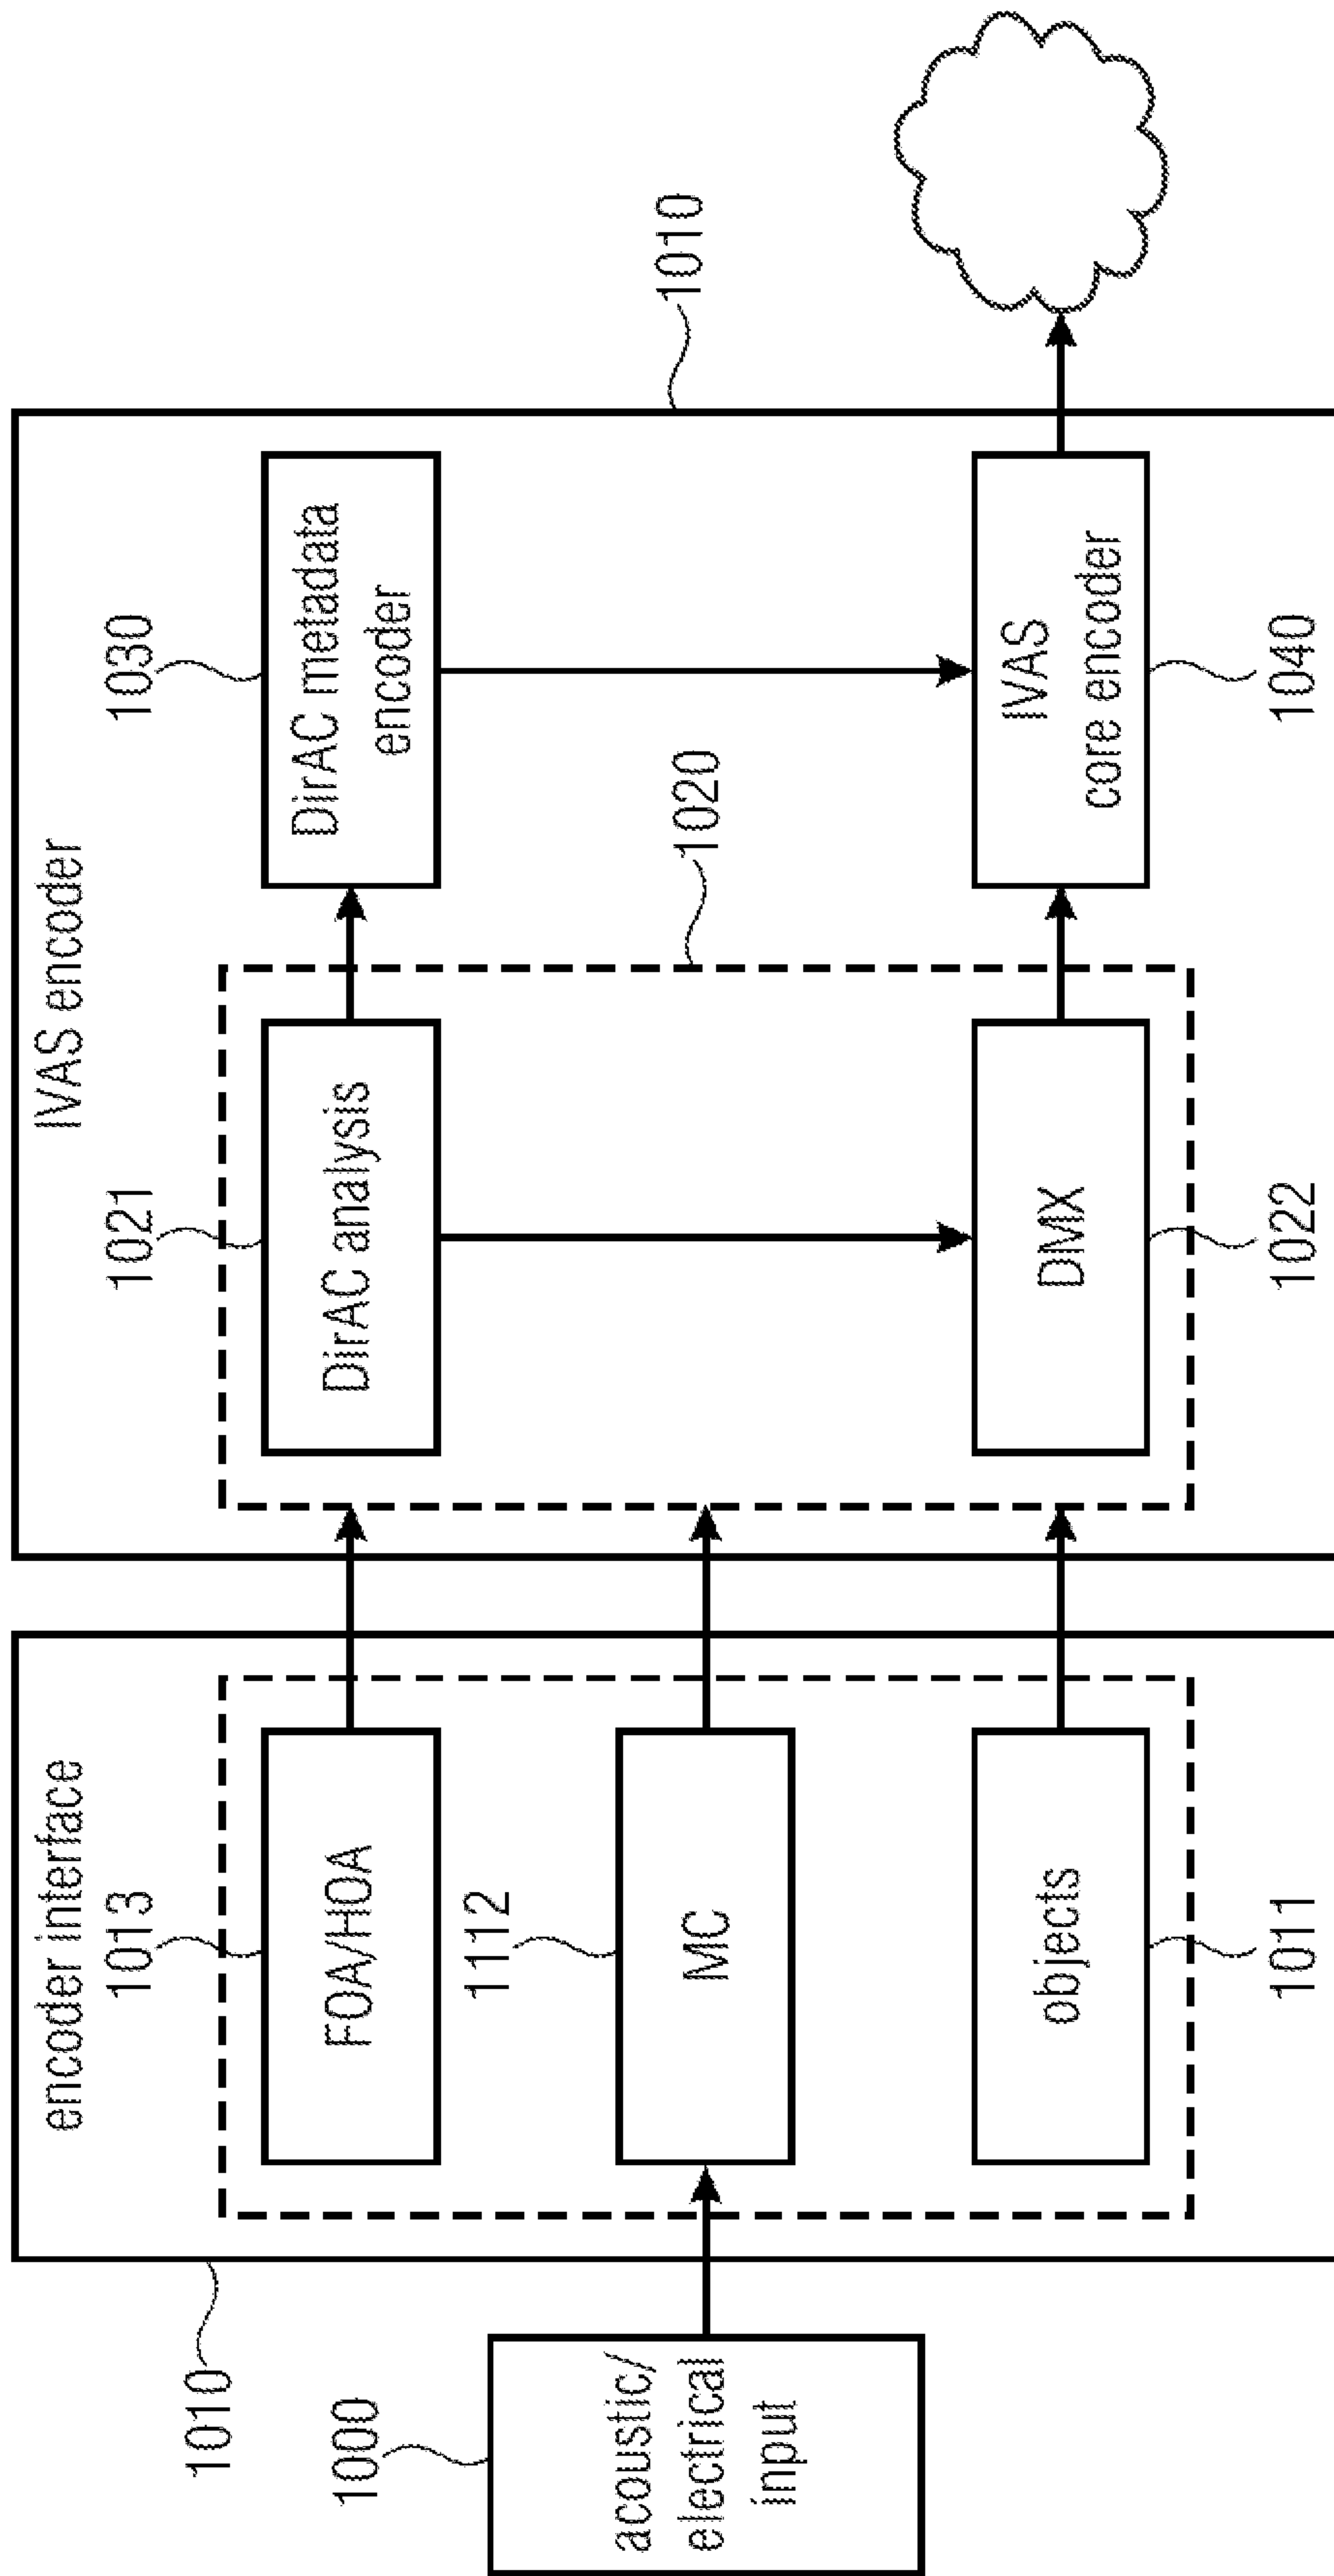 encoder interface
IVAS encoder
1010
1013
1021
1030
1010
FOA/HOA
DirAC analysis
DirAC metadata
encoder
1000
1112
1020
acoustic/
electrical
input
MC
objects
DMX
IVAS
core encoder
1011
1022
1040